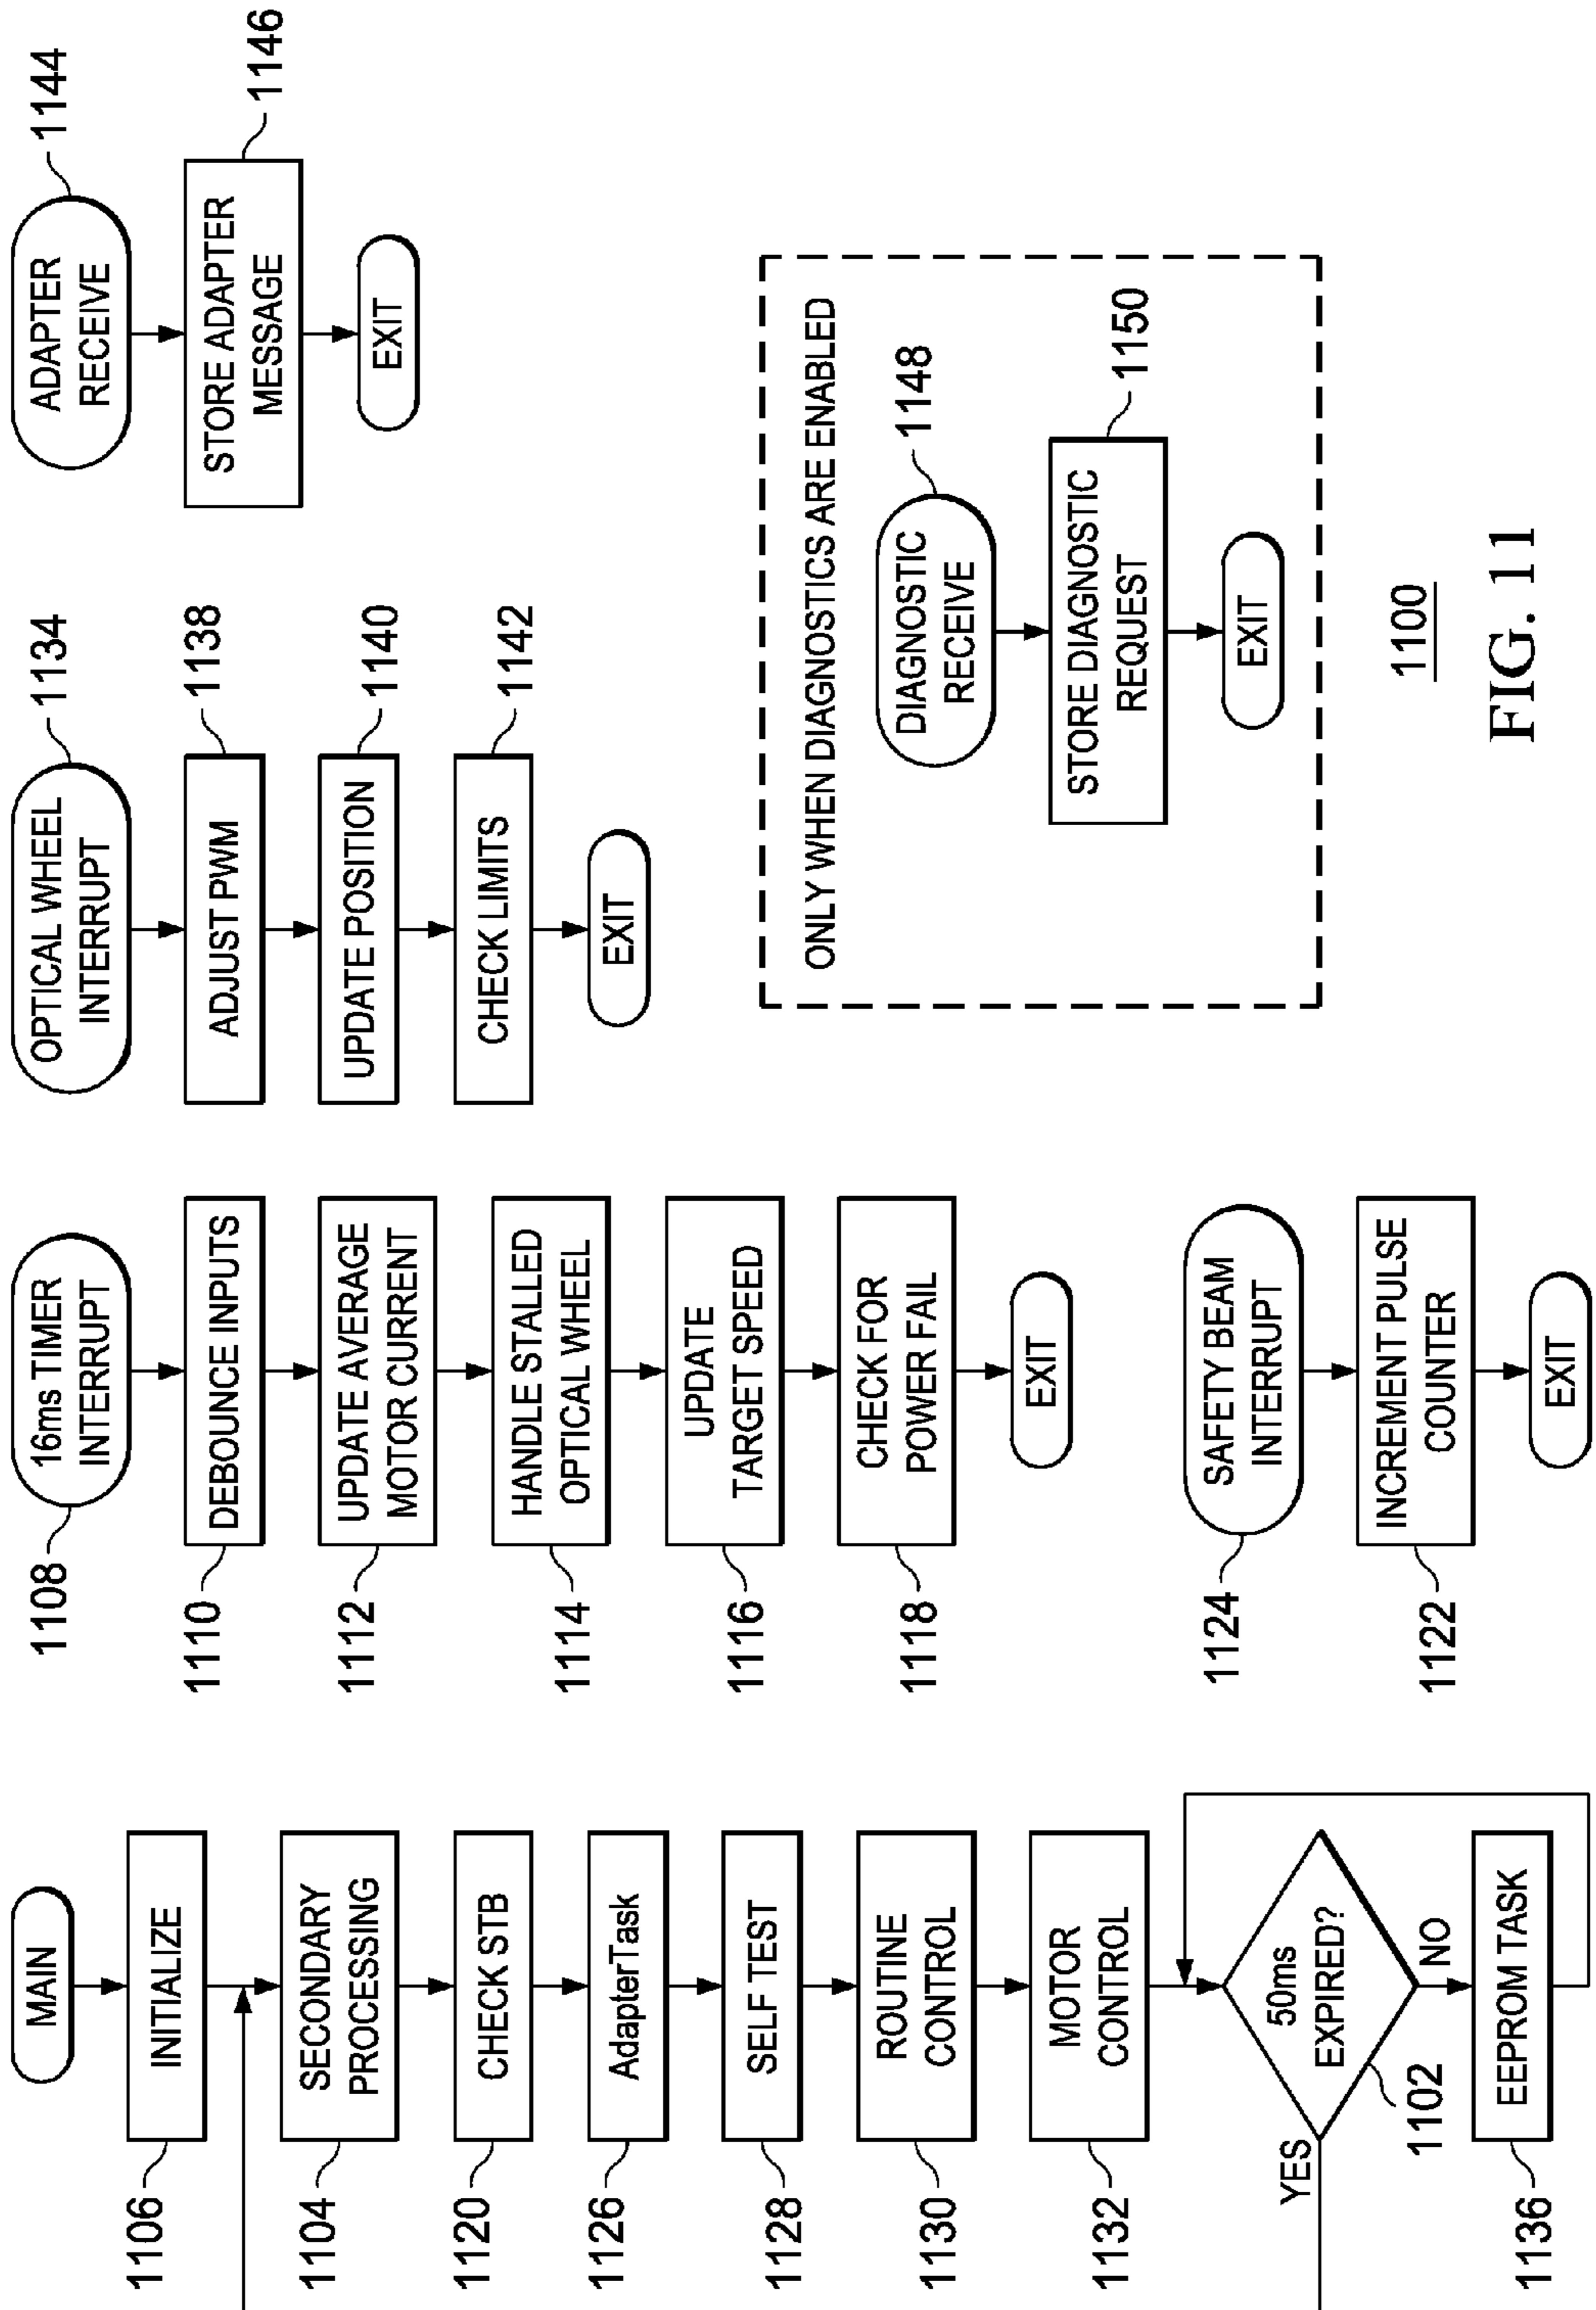 MAIN
1106
INITIALIZE
1104
SECONDARY
PROCESSING
1120
CHECK STB
1126
AdapterTask
1128
SELF TEST
1130
ROUTINE
CONTROL
1132
MOTOR
CONTROL
YES
50ms
EXPIRED?
1102
NO
1136
EEPROM TASK
1108
16ms TIMER
INTERRUPT
1110
DEBOUNCE INPUTS
1112
UPDATE AVERAGE
MOTOR CURRENT
1114
HANDLE STALLED
OPTICAL WHEEL
1116
UPDATE
TARGET SPEED
1118
CHECK FOR
POWER FAIL
EXIT
1124
SAFETY BEAM
INTERRUPT
1122
INCREMENT PULSE
COUNTER
EXIT
OPTICAL WHEEL
INTERRUPT
1134
ADJUST PWM
1138
UPDATE POSITION
1140
CHECK LIMITS
1142
EXIT
ADAPTER
RECEIVE
1144
STORE ADAPTER
MESSAGE
1146
EXIT
ONLY WHEN DIAGNOSTICS ARE ENABLED
DIAGNOSTIC
RECEIVE
1148
STORE DIAGNOSTIC
REQUEST
1150
EXIT
1100
FIG. 11